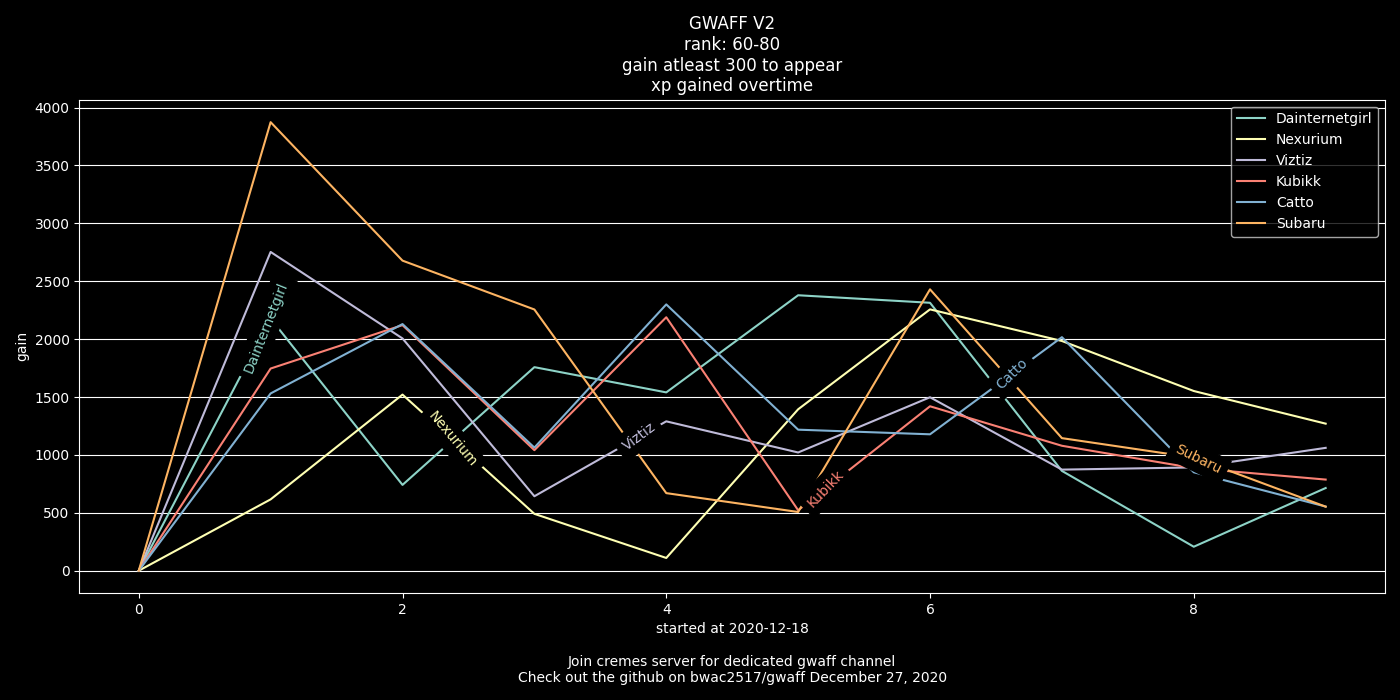 GWAFF V2
rank: 60-80
gain atleast 300 to appear
xp gained overtime
4000
3500
3000
2500
2000
1500
1000
500
0
gain
Dainternetgirl
Nexurium
Viztiz
Kubikk
Catto
Subaru
Dainternetgirl
Nexurium
Viztiz
Kubikk
Catto
Subaru
0 2 4 6 8
started at 2020-12-18
Join cremes server for dedicated gwaff channel
Check out the github on bwac2517/gwaff December 27, 2020